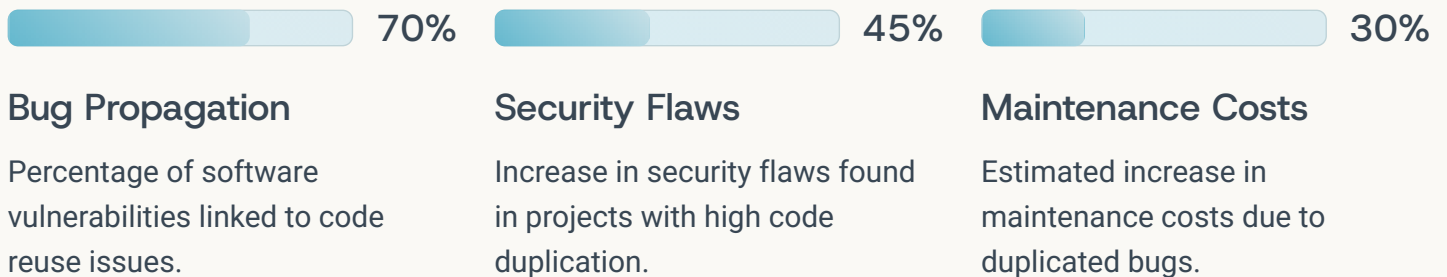 70%
Bug Propagation
Percentage of software
vulnerabilities linked to code
reuse issues.
45%
Security Flaws
Increase in security flaws found
in projects with high code
duplication.
30%
Maintenance Costs
Estimated increase in
maintenance costs due to
duplicated bugs.